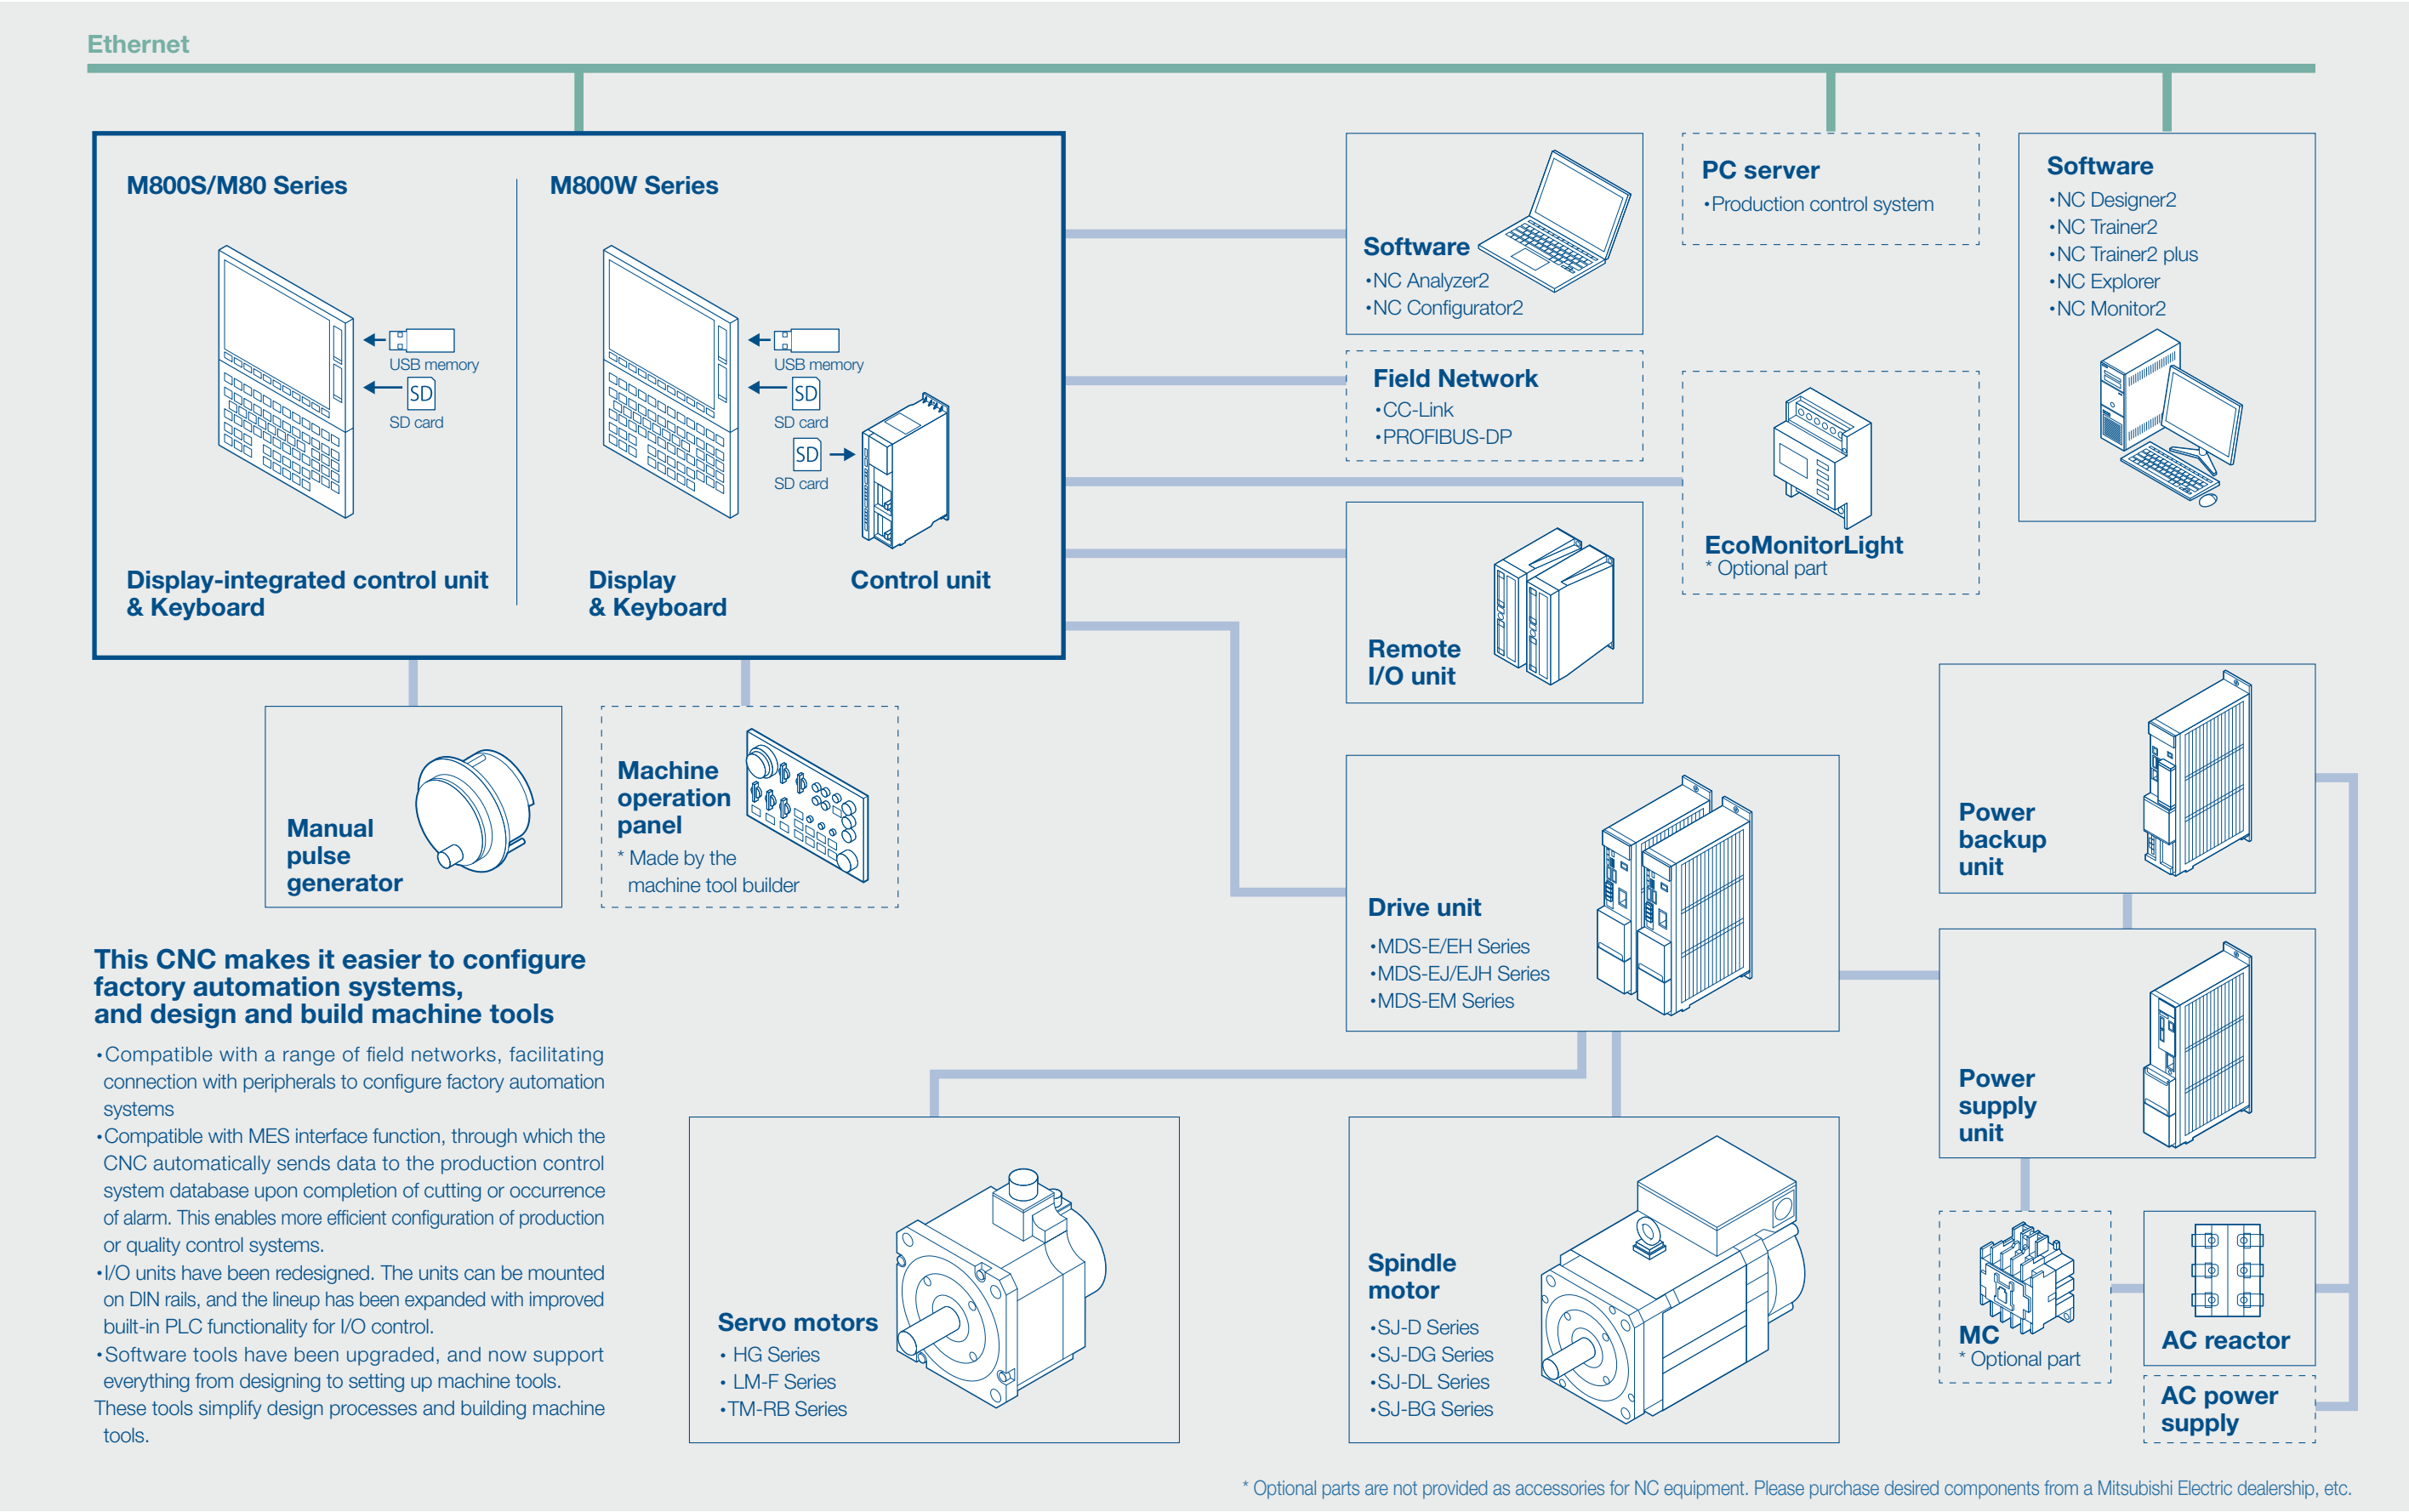 Ethernet
M800S/M80 Series
USB memory
SD
SD card
Display-integrated control unit
& Keyboard
M800W Series
USB memory
SD
SD card
SD
SD card
Display
& Keyboard
Control unit
Software
•NC Analyzer2
•NC Configurator2
PC server
•Production control system
Software
•NC Designer2
•NC Trainer2
•NC Trainer2 plus
•NC Explorer
•NC Monitor2
Field Network
•CC-Link
•PROFIBUS-DP
EcoMonitorLight
* Optional part
Remote
I/O unit
Manual
pulse
generator
Machine
operation
panel
* Made by the
machine tool builder
Drive unit
•MDS-E/EH Series
•MDS-EJ/EJH Series
•MDS-EM Series
Power
backup
unit
Power
supply
unit
This CNC makes it easier to configure
factory automation systems,
and design and build machine tools
•Compatible with a range of field networks, facilitating
connection with peripherals to configure factory automation
systems
•Compatible with MES interface function, through which the
CNC automatically sends data to the production control
system database upon completion of cutting or occurrence
of alarm. This enables more efficient configuration of production
or quality control systems.
•I/O units have been redesigned. The units can be mounted
on DIN rails, and the lineup has been expanded with improved
built-in PLC functionality for I/O control.
•Software tools have been upgraded, and now support
everything from designing to setting up machine tools.
These tools simplify design processes and building machine
tools.
Servo motors
• HG Series
• LM-F Series
•TM-RB Series
Spindle
motor
•SJ-D Series
•SJ-DG Series
•SJ-DL Series
•SJ-BG Series
MC
* Optional part
AC reactor
AC power
supply
* Optional parts are not provided as accessories for NC equipment. Please purchase desired components from a Mitsubishi Electric dealership, etc.